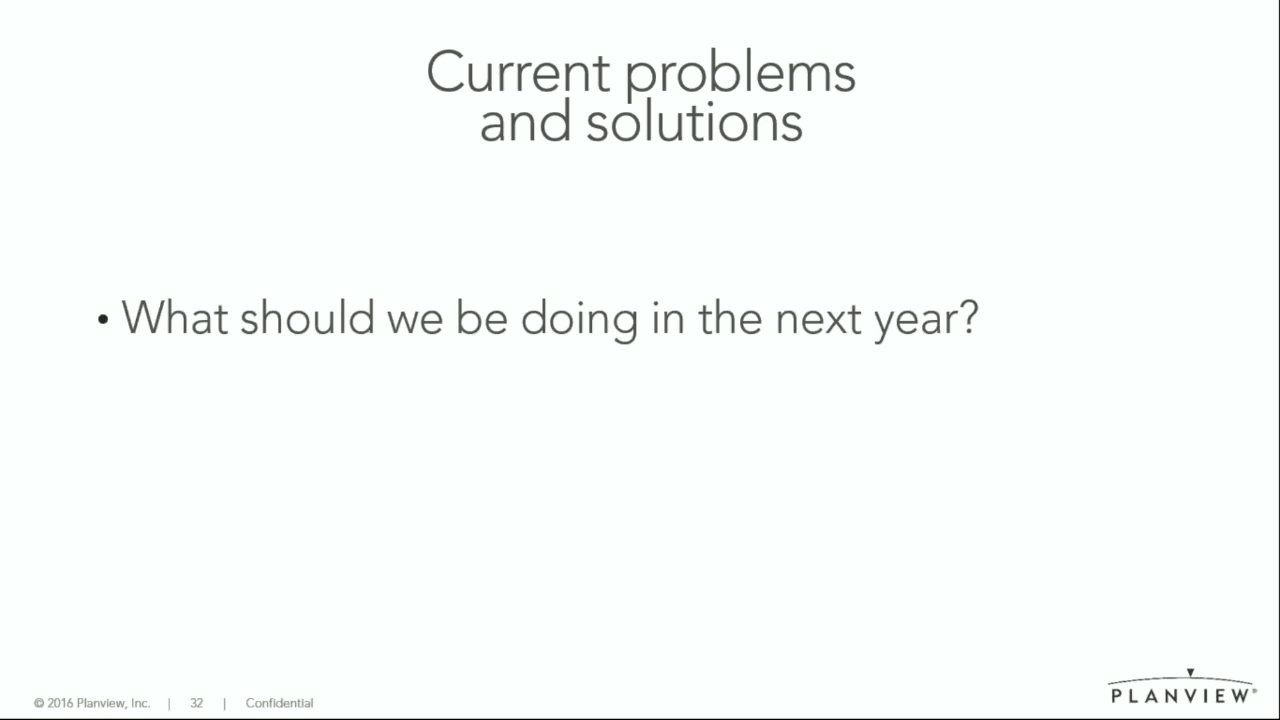 Current problems
and solutions
• What should we be doing in the next year?
© 2016 Planview, Inc. | 32 | Confidential
PLANVIEW®